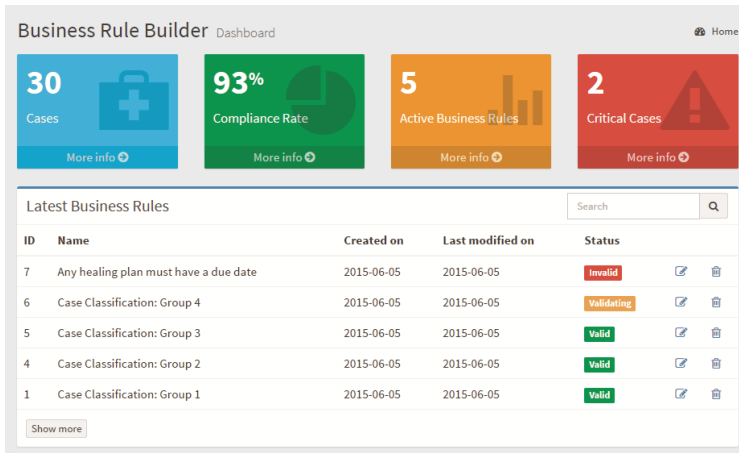 Business Rule Builder Dashboard Home
30 93% 5 2
Cases Compliance Rate Active Business Rules Critical Cases
More info More info More info More info
Latest Business Rules Search
ID Name Created on Last modified on Status
7 Any healing plan must have a due date 2015-06-05 2015-06-05 Invalid
6 Case Classification: Group 4 2015-06-05 2015-06-05 Validating
5 Case Classification: Group 3 2015-06-05 2015-06-05 Valid
4 Case Classification: Group 2 2015-06-05 2015-06-05 Valid
1 Case Classification: Group 1 2015-06-05 2015-06-05 Valid
Show more